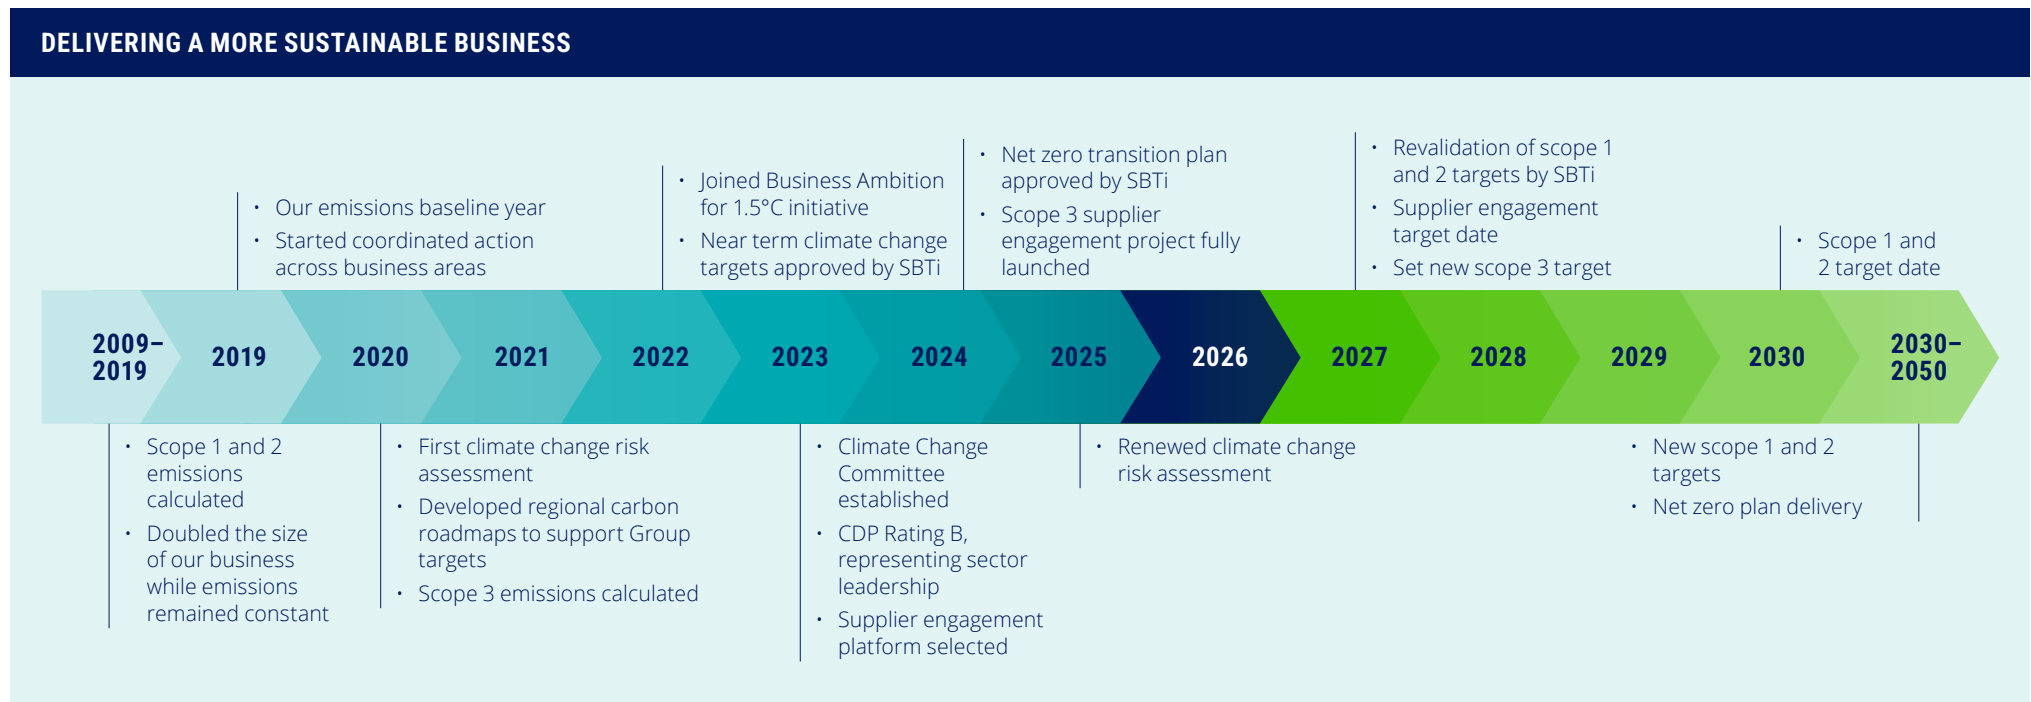 DELIVERING A MORE SUSTAINABLE BUSINESS
• Our emissions baseline year
• Started coordinated action
across business areas
• Joined Business Ambition
for 1.5°C initiative
• Near term climate change
targets approved by SBTi
• Net zero transition plan
approved by SBTi
• Scope 3 supplier
engagement project fully
launched
• Revalidation of scope 1
and 2 targets by SBTi
• Supplier engagement
target date
• Set new scope 3 target
• Scope 1 and
2 target date
2009–
2019
2019
2020
2021
2022
2023
2024
2025
2026
2027
2028
2029
2030
2030–
2050
• Scope 1 and 2
emissions
calculated
• Doubled the size
of our business
while emissions
remained constant
• First climate change risk
assessment
• Developed regional carbon
roadmaps to support Group
targets
• Scope 3 emissions calculated
• Climate Change
Committee
established
• CDP Rating B,
representing sector
leadership
• Supplier engagement
platform selected
• Renewed climate change
risk assessment
• New scope 1 and 2
targets
• Net zero plan delivery